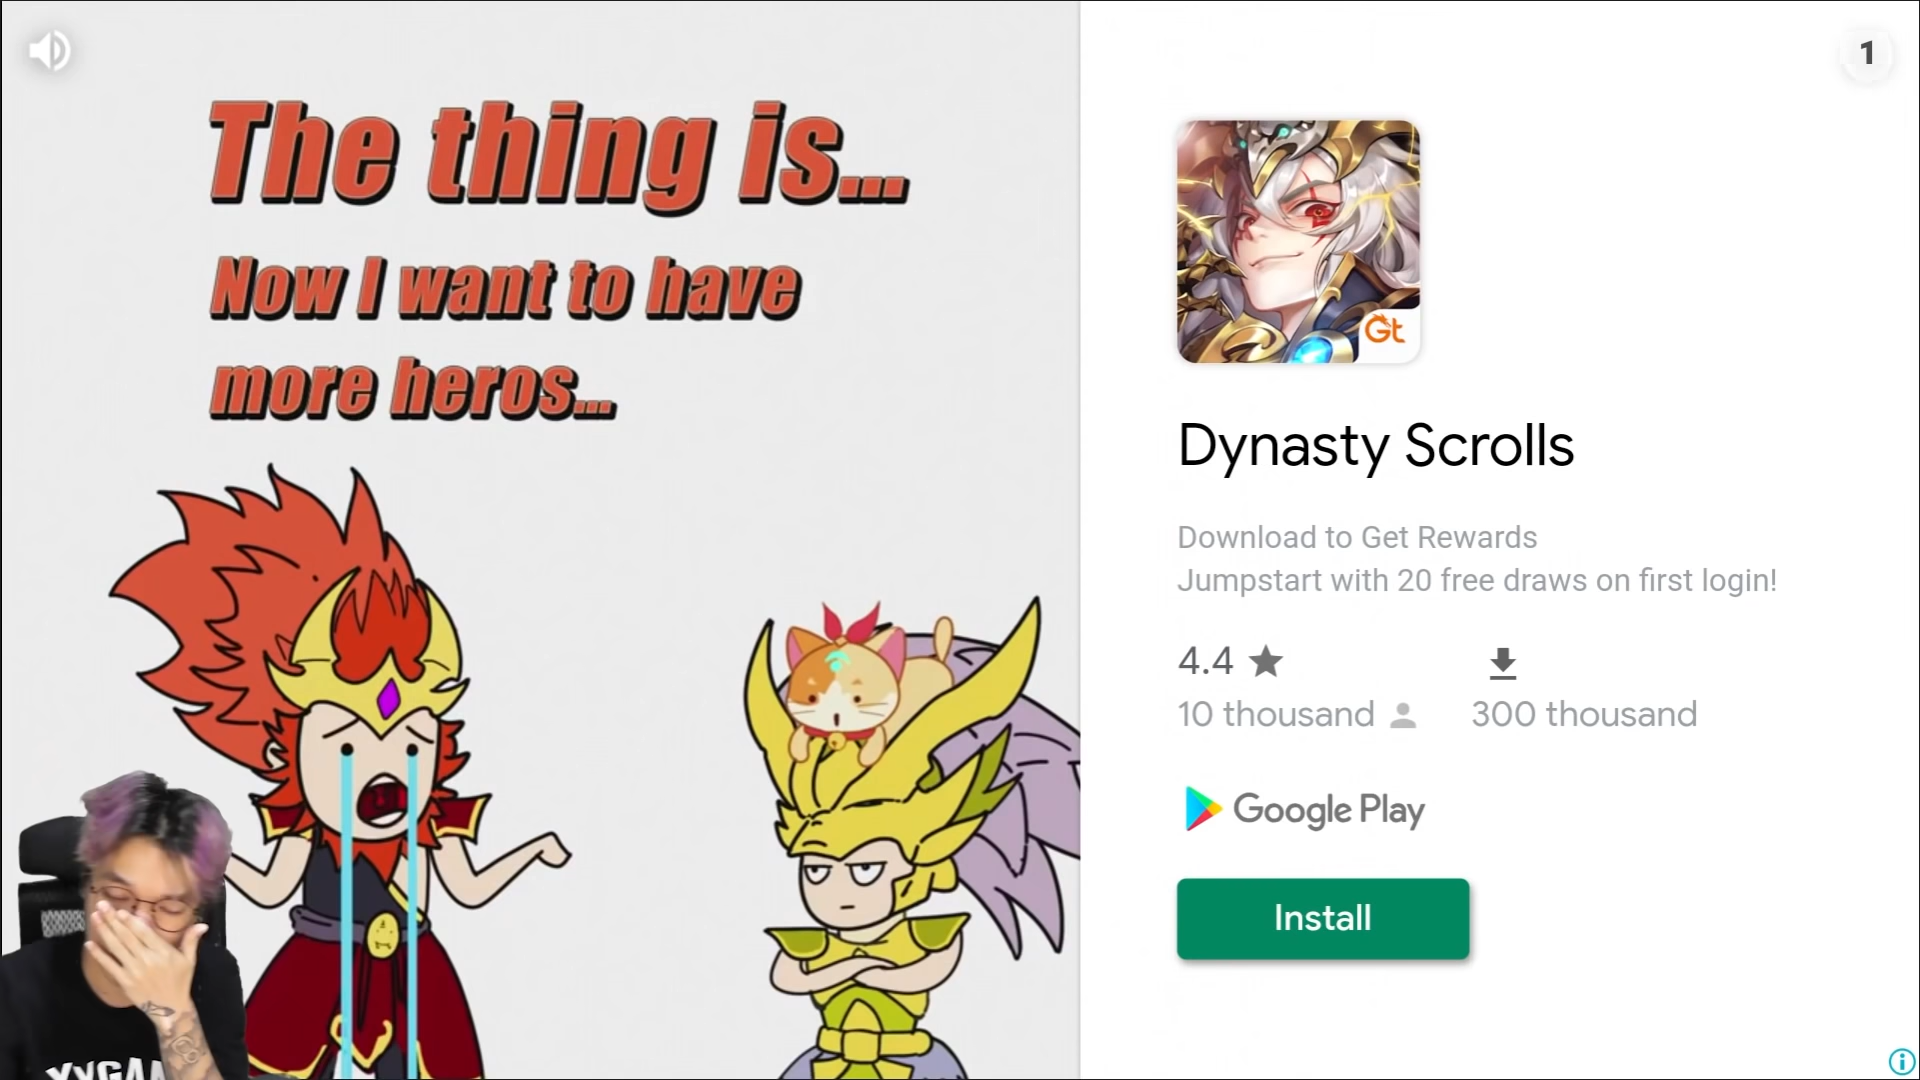 The thing is...
Now I want to have
more heros...
1
Gt
Dynasty Scrolls
Download to Get Rewards
Jumpstart with 20 free draws on first login!
4.4
10 thousand
300 thousand
Google Play
Install